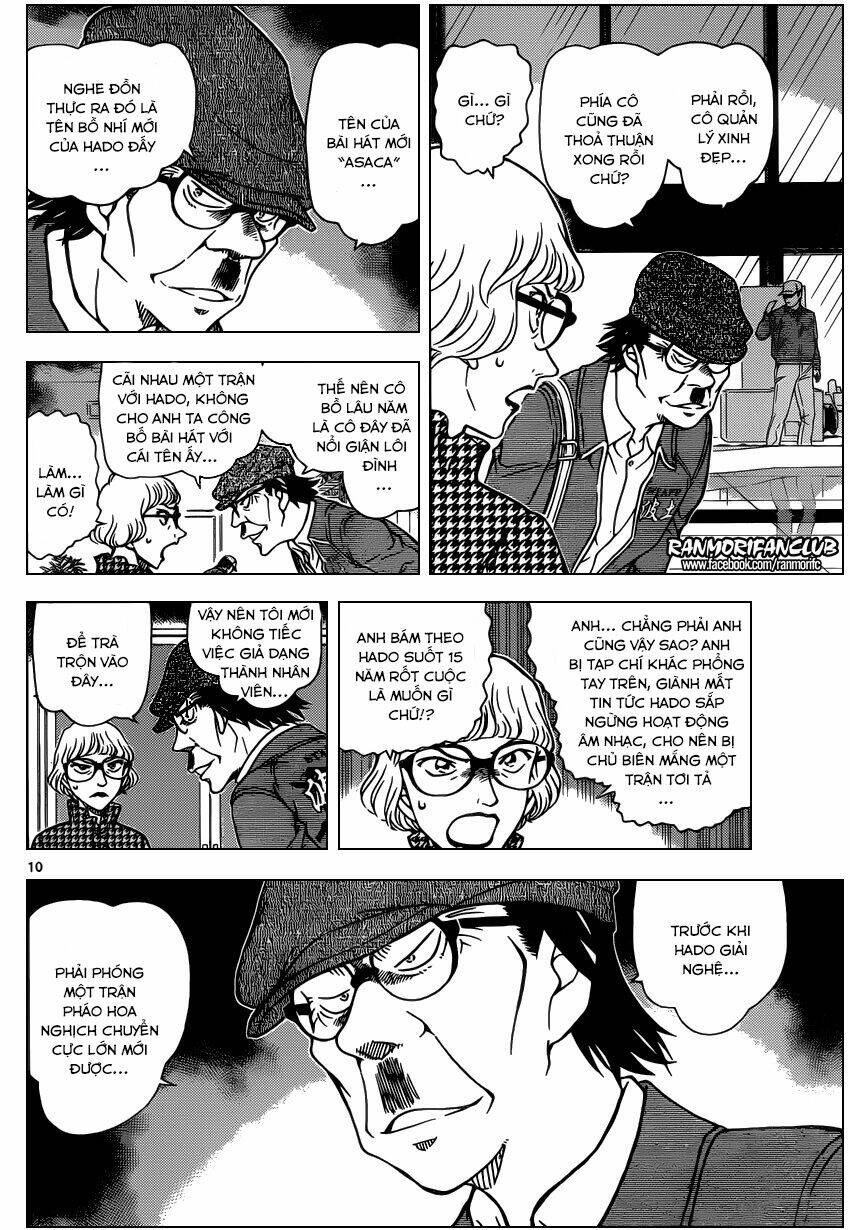 PHẢI RỒI,
CÔ QUẢN
LÝ XINH
ĐẸP...
PHÍA CÔ
CŨNG ĐÃ
THOẢ THUẬN
XONG RỒI
CHỨ?
GÌ... GÌ
CHỨ?
STAFF
波土
RANMORIFANCLUB
www.facebook.com/ranmorifc
TÊN CỦA
BÀI HÁT MỚI
"ASACA"
...
NGHE ĐỒN
THỰC RA ĐÓ LÀ
TÊN BỒ NHÍ MỚI
CỦA HADO ĐẤY
...
THẾ NÊN CÔ
BỒ LÂU NĂM
LÀ CÔ ĐÂY ĐÃ
NỔI GIẬN LÔI
ĐÌNH
...
CÃI NHAU MỘT TRẬN
VỚI HADO, KHÔNG
CHO ANH TA CÔNG
BỐ BÀI HÁT VỚI
CÁI TÊN ẤY...
LÀM...
LÀM GÌ
CÓ!
ANH... CHẲNG PHẢI ANH
CŨNG VẬY SAO? ANH
BỊ TẠP CHÍ KHÁC PHỔNG
TAY TRÊN, GIÀNH MẤT
TIN TỨC HADO SẮP
NGỪNG HOẠT ĐỘNG
ÂM NHẠC, CHO NÊN BỊ
CHỦ BIÊN MẮNG MỘT
TRẬN TƠI TẢ
...
ANH BÁM THEO
HADO SUỐT 15
NĂM RỐT CUỘC
LÀ MUỐN GÌ
CHỨ!?
VẬY NÊN TÔI MỚI
KHÔNG TIẾC
VIỆC GIẢ DẠNG
THÀNH NHÂN
VIÊN...
ĐỂ TRÀ
TRỘN VÀO
ĐÂY...
10
TRƯỚC KHI
HADO GIẢI
NGHỆ...
PHẢI PHÓNG
MỘT TRẬN
PHÁO HOA
NGHỊCH CHUYỂN
CỰC LỚN MỚI
ĐƯỢC...